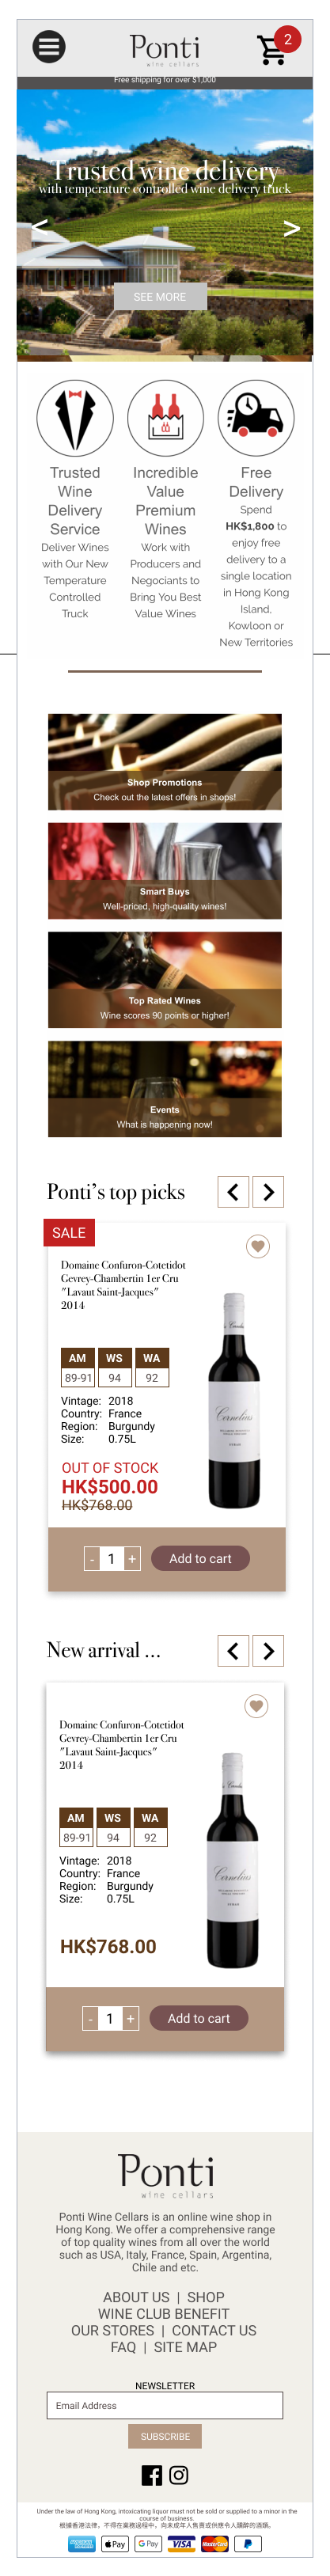 Ponti
wine cellars
2
Free shipping for over $1,000
Trusted wine delivery
with temperature controlled wine delivery truck
< >
SEE MORE
Trusted
Wine
Delivery
Service
Deliver Wines
with Our New
Temperature
Controlled
Truck
Incredible
Value
Premium
Wines
Work with
Producers and
Negociants to
Bring You Best
Value Wines
Free
Delivery
Spend
HK$1,800 to
enjoy free
delivery to a
single location
in Hong Kong
Island,
Kowloon or
New Territories
Shop Promotions
Check out the latest offers in shops!
Smart Buys
Well-priced, high-quality wines!
Top Rated Wines
Wine scores 90 points or higher!
Events
What is happening now!
Ponti's top picks
SALE
Domaine Confuron-Cotetidot
Gevrey-Chambertin 1er Cru
"Lavaut Saint-Jacques"
2014
AM WS WA
89-91 94 92
Vintage: 2018
Country: France
Region: Burgundy
Size: 0.75L
Cornelius
OUT OF STOCK
HK$500.00
HK$768.00
- 1 + Add to cart
New arrival ...
Domaine Confuron-Cotetidot
Gevrey-Chambertin 1er Cru
"Lavaut Saint-Jacques"
2014
AM WS WA
89-91 94 92
Vintage: 2018
Country: France
Region: Burgundy
Size: 0.75L
Cornelius
HK$768.00
- 1 + Add to cart
Ponti
wine cellars
Ponti Wine Cellars is an online wine shop in
Hong Kong. We offer a comprehensive range
of top quality wines from all over the world
such as USA, Italy, France, Spain, Argentina,
Chile and etc.
ABOUT US | SHOP
WINE CLUB BENEFIT
OUR STORES | CONTACT US
FAQ | SITE MAP
NEWSLETTER
Email Address
SUBSCRIBE
Under the law of Hong Kong, intoxicating liquor must not be sold or supplied to a minor in the
course of business.
根據香港法律，不得在業務過程中，向未成年人售賣或供應令人醺醉的酒類。
Pay G Pay VISA MasterCard